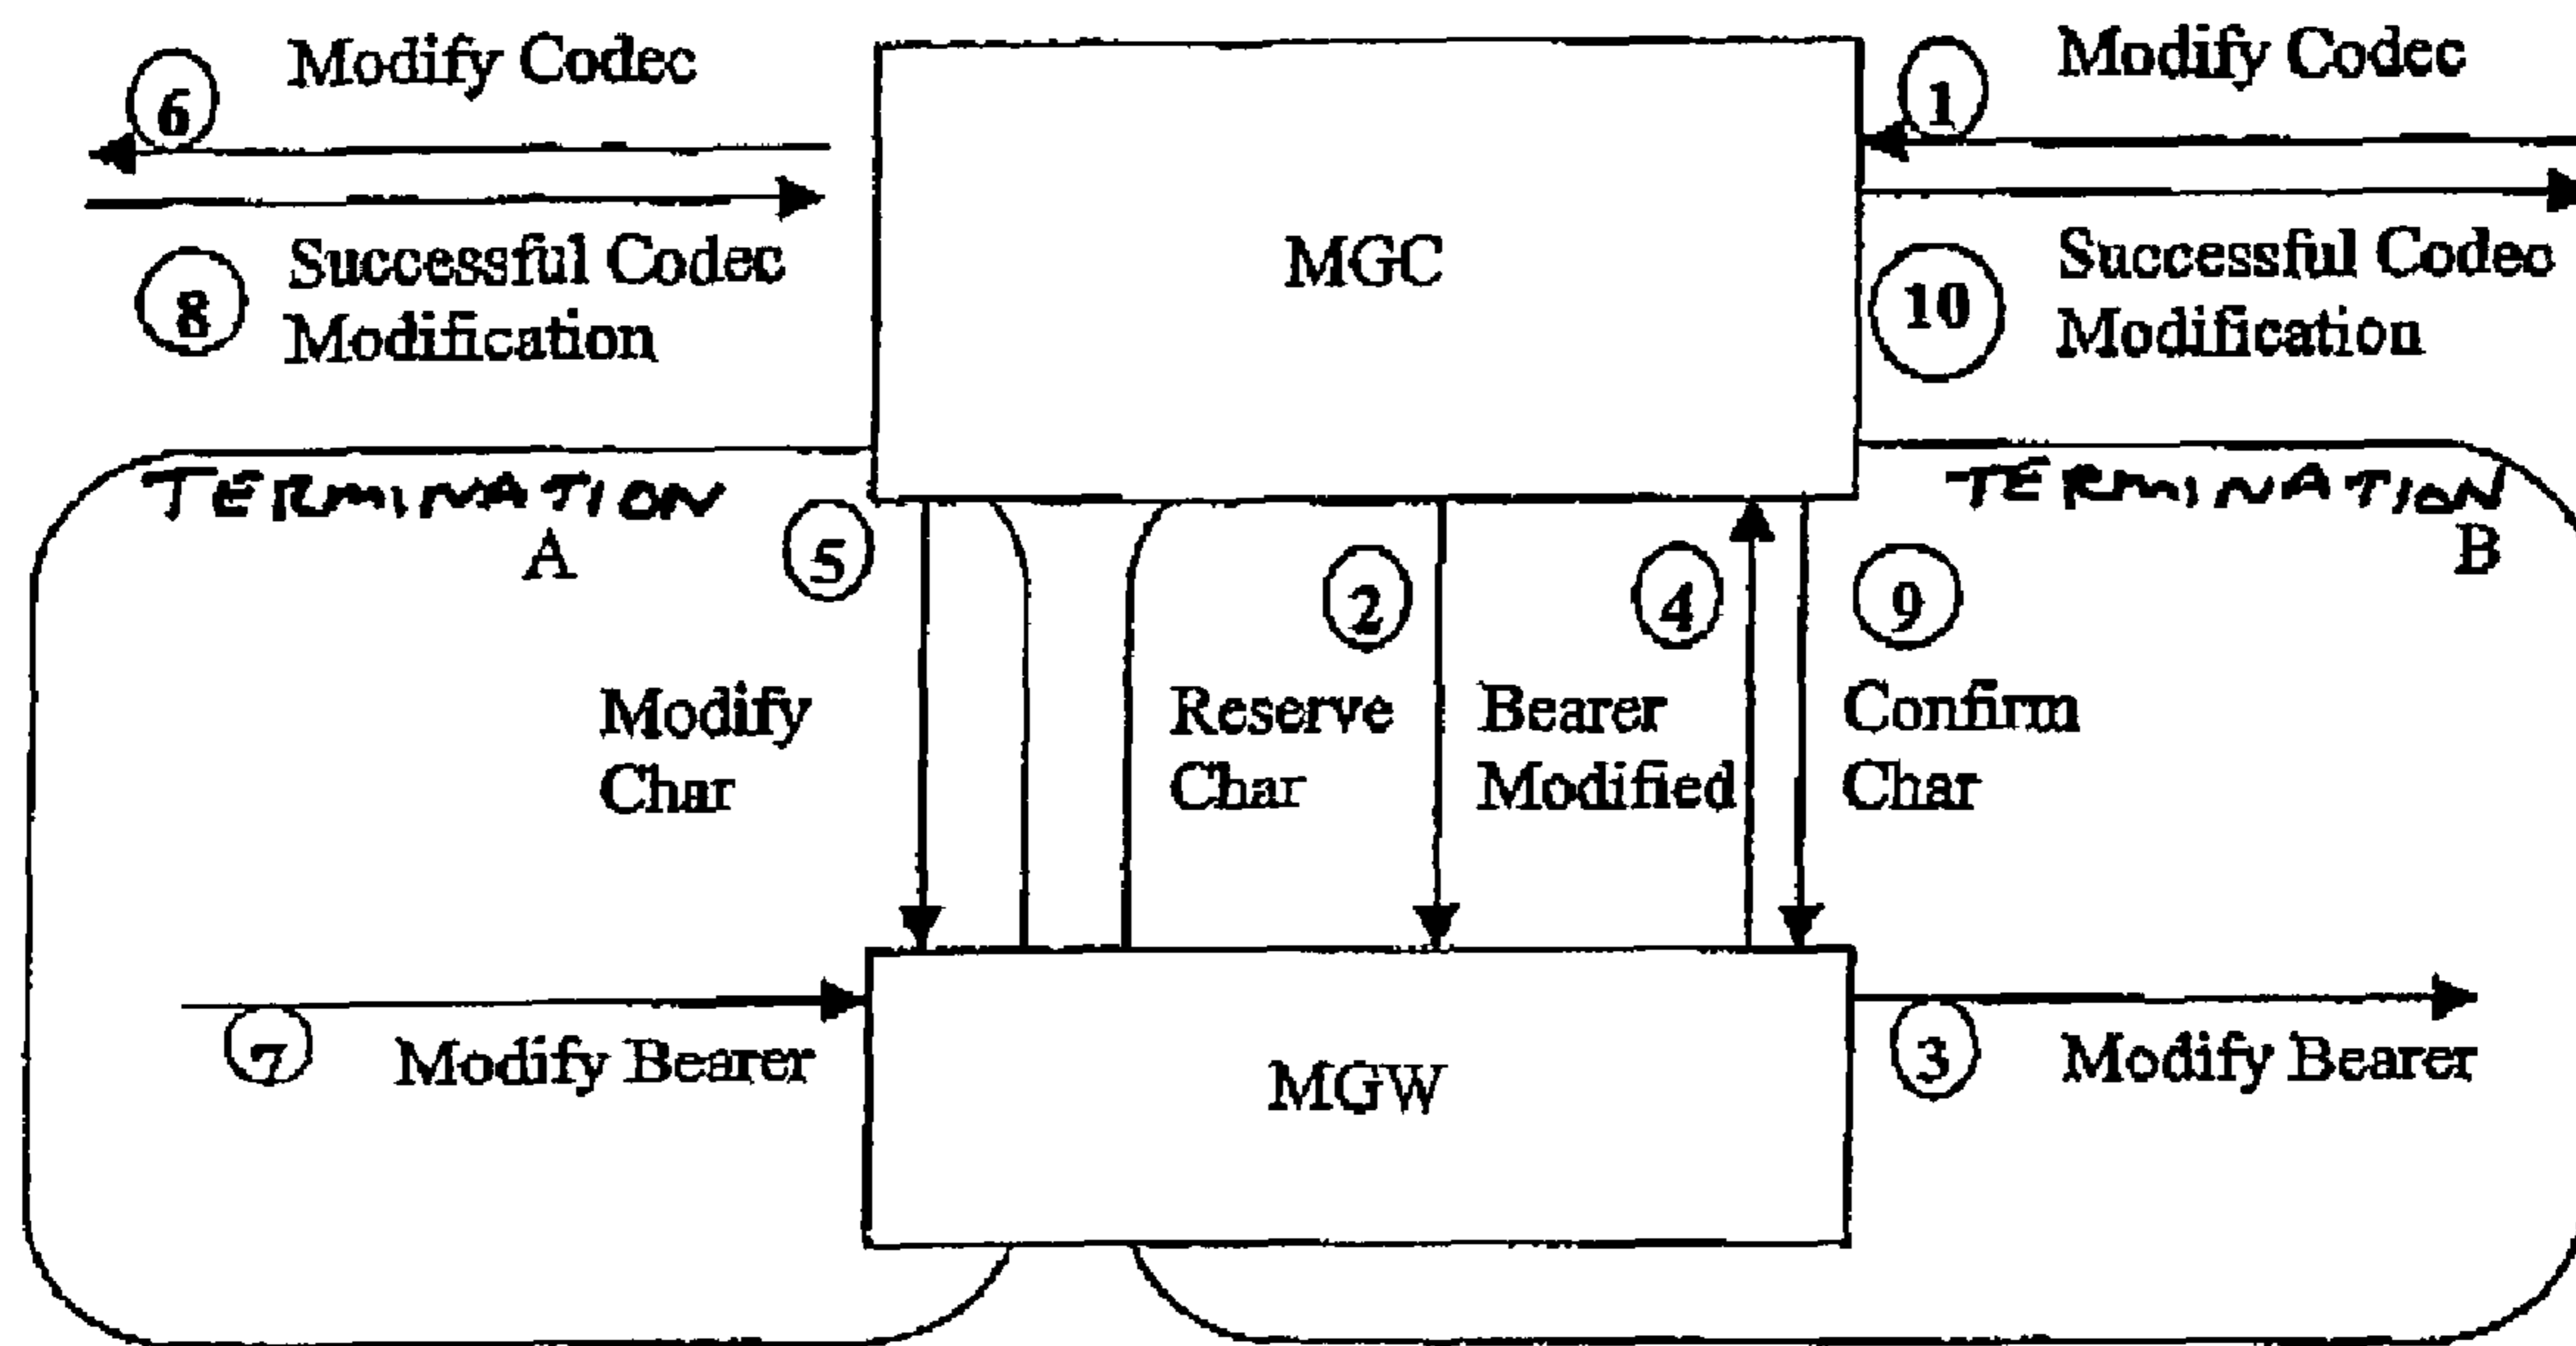 6 Modify Codec
8 Successful Codec
Modification
MGC
1 Modify Codec
10 Successful Codec
Modification
TERMINATION
A
5
Modify
Char
2
Reserve
Char
4
Bearer
Modified
9
Confirm
Char
TERMINATION
B
7 Modify Bearer
MGW
3 Modify Bearer